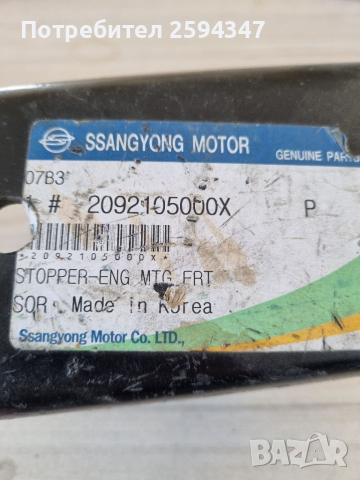 Потребител 2594347
SSANGYONG MOTOR
GENUINE PARTS
07B3
# 2092105000X P
*2092105000X*
STOPPER-ENG MTG FRT
SOR Made in Korea
Ssangyong Motor Co. LTD.,
BAZAR